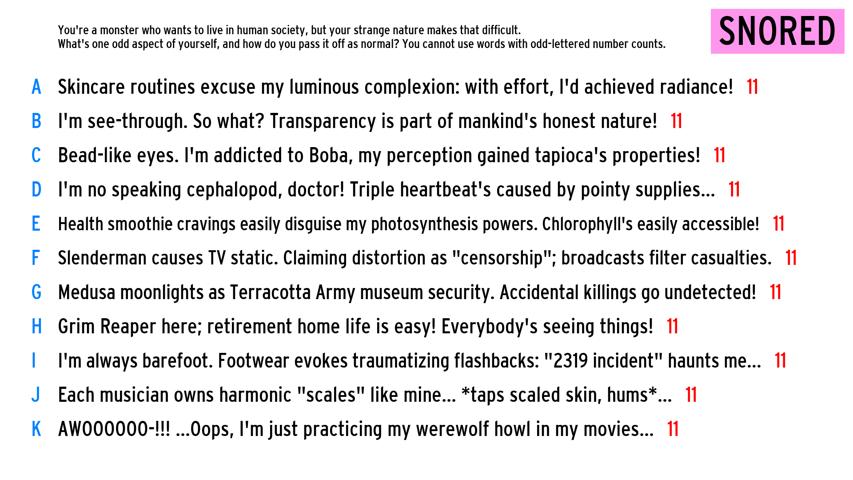 You're a monster who wants to live in human society, but your strange nature makes that difficult.
What's one odd aspect of yourself, and how do you pass it off as normal? You cannot use words with odd-lettered number counts.
SNORED
A Skincare routines excuse my luminous complexion: with effort, I'd achieved radiance! 11
B I'm see-through. So what? Transparency is part of mankind's honest nature! 11
C Bead-like eyes. I'm addicted to Boba, my perception gained tapioca's properties! 11
D I'm no speaking cephalopod, doctor! Triple heartbeat's caused by pointy supplies... 11
E Health smoothie cravings easily disguise my photosynthesis powers. Chlorophyll's easily accessible! 11
F Slenderman causes TV static. Claiming distortion as "censorship"; broadcasts filter casualties. 11
G Medusa moonlights as Terracotta Army museum security. Accidental killings go undetected! 11
H Grim Reaper here; retirement home life is easy! Everybody's seeing things! 11
I I'm always barefoot. Footwear evokes traumatizing flashbacks: "2319 incident" haunts me... 11
J Each musician owns harmonic "scales" like mine... *taps scaled skin, hums*... 11
K AWOOOOOO-!!! ...Oops, I'm just practicing my werewolf howl in my movies... 11